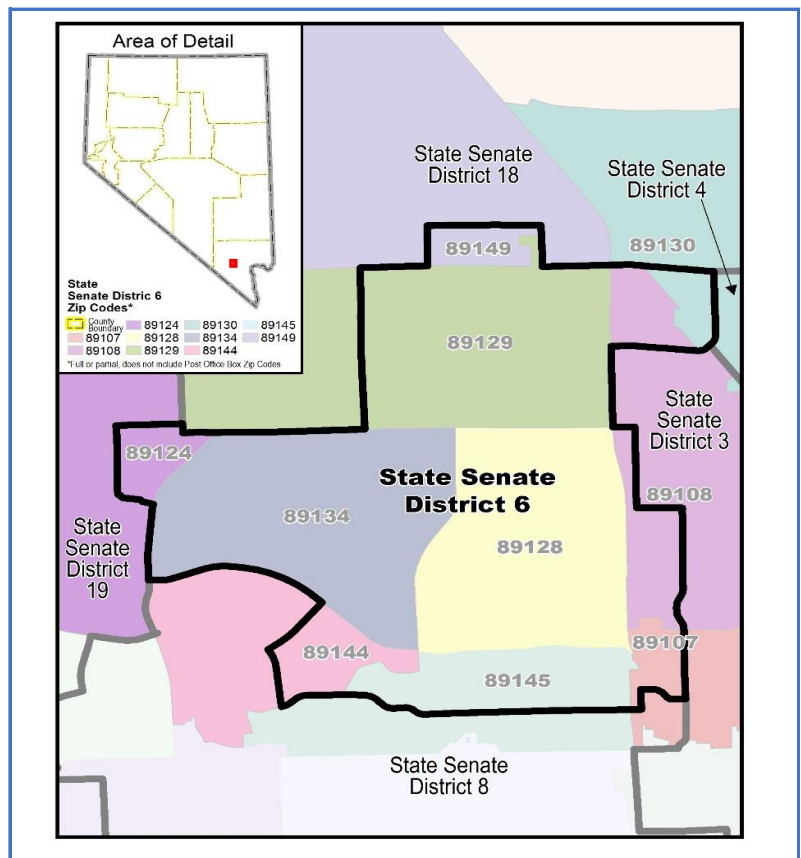 Area of Detail
State
Senate Distric 6
Zip Codes*
County
Boundary
89107
89108
89124
89128
89129
89130
89134
89144
89145
89149
*Full or partial, does not include Post Office Box Zip Codes
State Senate
District 18
State Senate
District 4
89149
89130
89129
State
Senate
District 3
89124
State Senate
District 6
89108
89134
State
Senate
District
19
89128
89107
89144
89145
State Senate
District 8